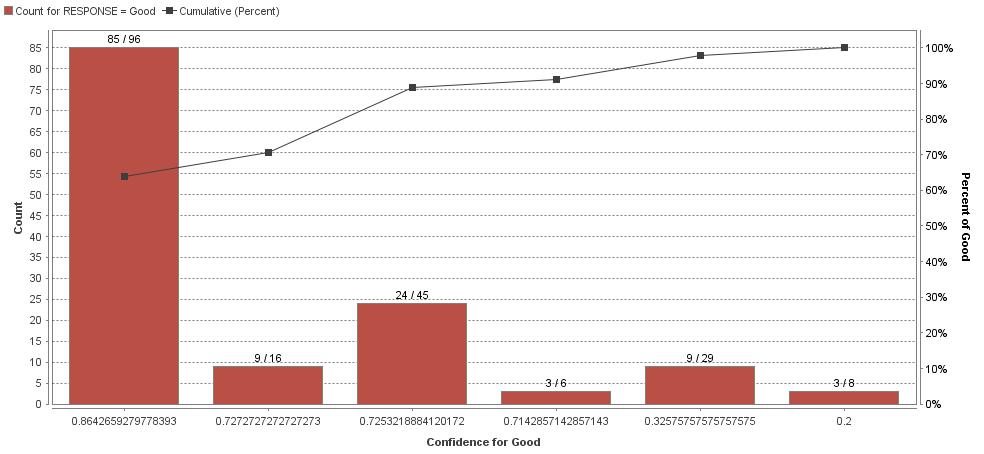 Count for RESPONSE = Good Cumulative (Percent)
85 / 96
9 / 16
24 / 45
3 / 6
9 / 29
3 / 8
85
80
75
70
65
60
55
50
45
40
35
30
25
20
15
10
5
0
Count
100%
90%
80%
70%
60%
50%
40%
30%
20%
10%
0%
Percent of Good
0.8642659279778393 0.7272727272727273 0.7253218884120172 0.7142857142857143 0.32575757575757575 0.2
Confidence for Good